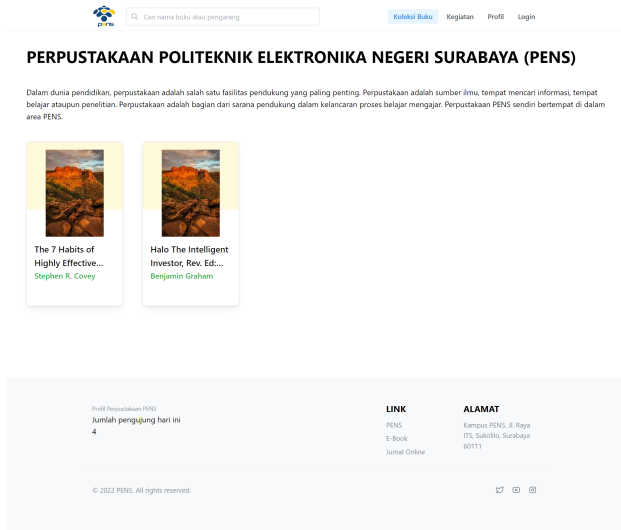 pens
Cari nama buku atau pengarang
Koleksi Buku
Kegiatan
Profil
Login
PERPUSTAKAAN POLITEKNIK ELEKTRONIKA NEGERI SURABAYA (PENS)
Dalam dunia pendidikan, perpustakaan adalah salah satu fasilitas pendukung yang paling penting. Perpustakaan adalah sumber ilmu, tempat mencari informasi, tempat
belajar ataupun penelitian. Perpustakaan adalah bagian dari sarana pendukung dalam kelancaran proses belajar mengajar. Perpustakaan PENS sendiri bertempat di dalam
area PENS.
The 7 Habits of
Highly Effective...
Stephen R. Covey
Halo The Intelligent
Investor, Rev. Ed:...
Benjamin Graham
Profil Perpustakaan PENS
Jumlah pengujung hari ini
4
LINK
PENS
E-Book
Jurnal Online
ALAMAT
Kampus PENS, Jl. Raya
ITS, Sukolilo, Surabaya
60111
© 2022 PENS. All rights reserved.